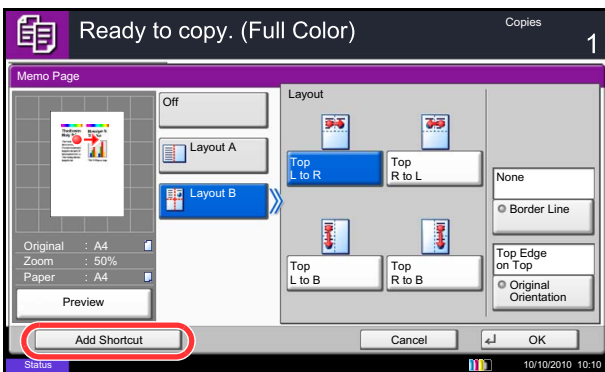 Ready to copy. (Full Color)
Copies
1
Memo Page
Off
Layout A
Layout B
Layout
Top
L to R
Top
R to L
Top
L to B
Top
R to B
None
Border Line
Top Edge
on Top
Original
Orientation
Original : A4
Zoom : 50%
Paper : A4
Preview
Add Shortcut
Cancel
OK
Status
10/10/2010 10:10